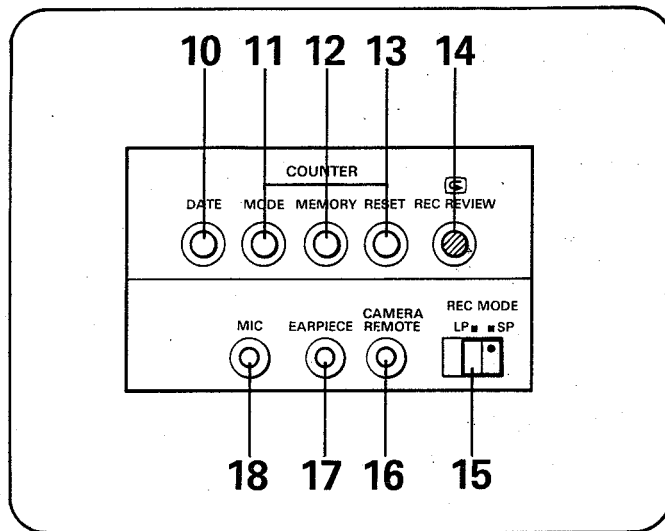 10 11 12 13 14
COUNTER
DATE MODE MEMORY RESET REC REVIEW
REC MODE
LP SP
MIC EARPIECE CAMERA REMOTE
18 17 16 15